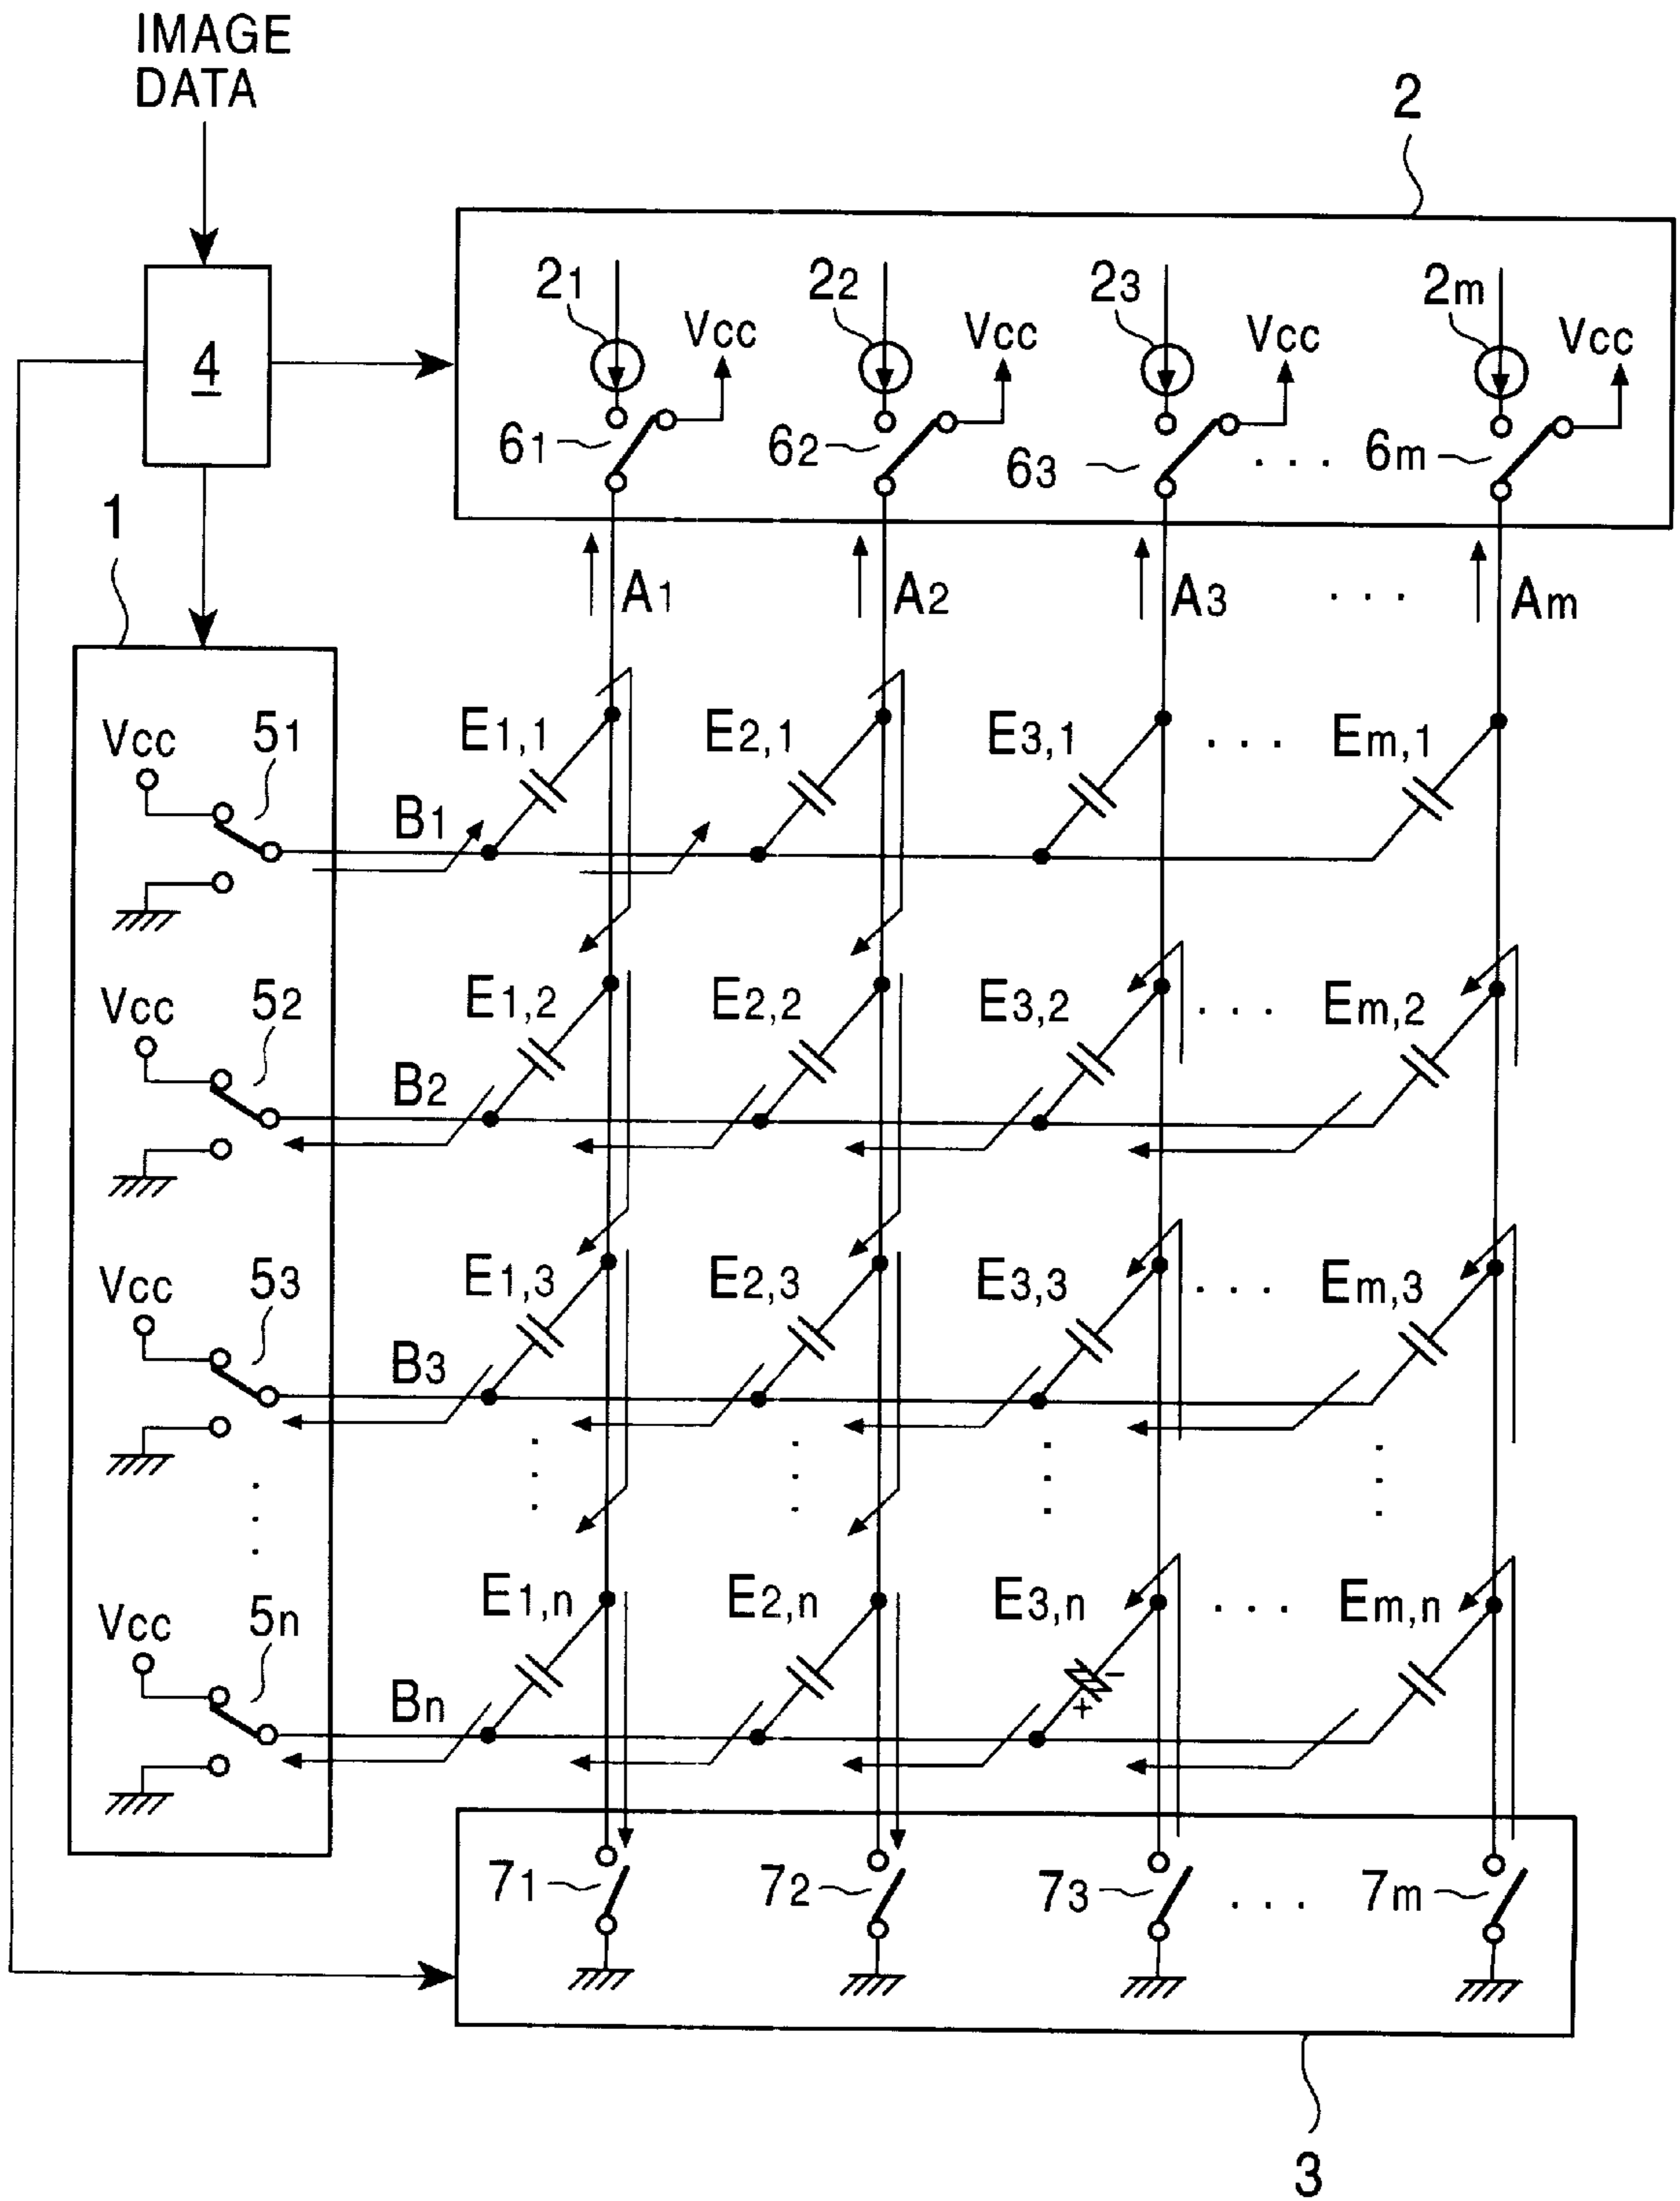 IMAGE
DATA
2
4
21 22 23 2m
Vcc Vcc Vcc Vcc
61 62 63 . . . 6m
1
A1 A2 A3 . . . Am
Vcc 51 E1,1 E2,1 E3,1 . . . Em,1
B1
Vcc 52 E1,2 E2,2 E3,2 . . . Em,2
B2
Vcc 53 E1,3 E2,3 E3,3 . . . Em,3
B3
Vcc 5n E1,n E2,n E3,n . . . Em,n
−
+
Bn
71 72 73 . . . 7m
3